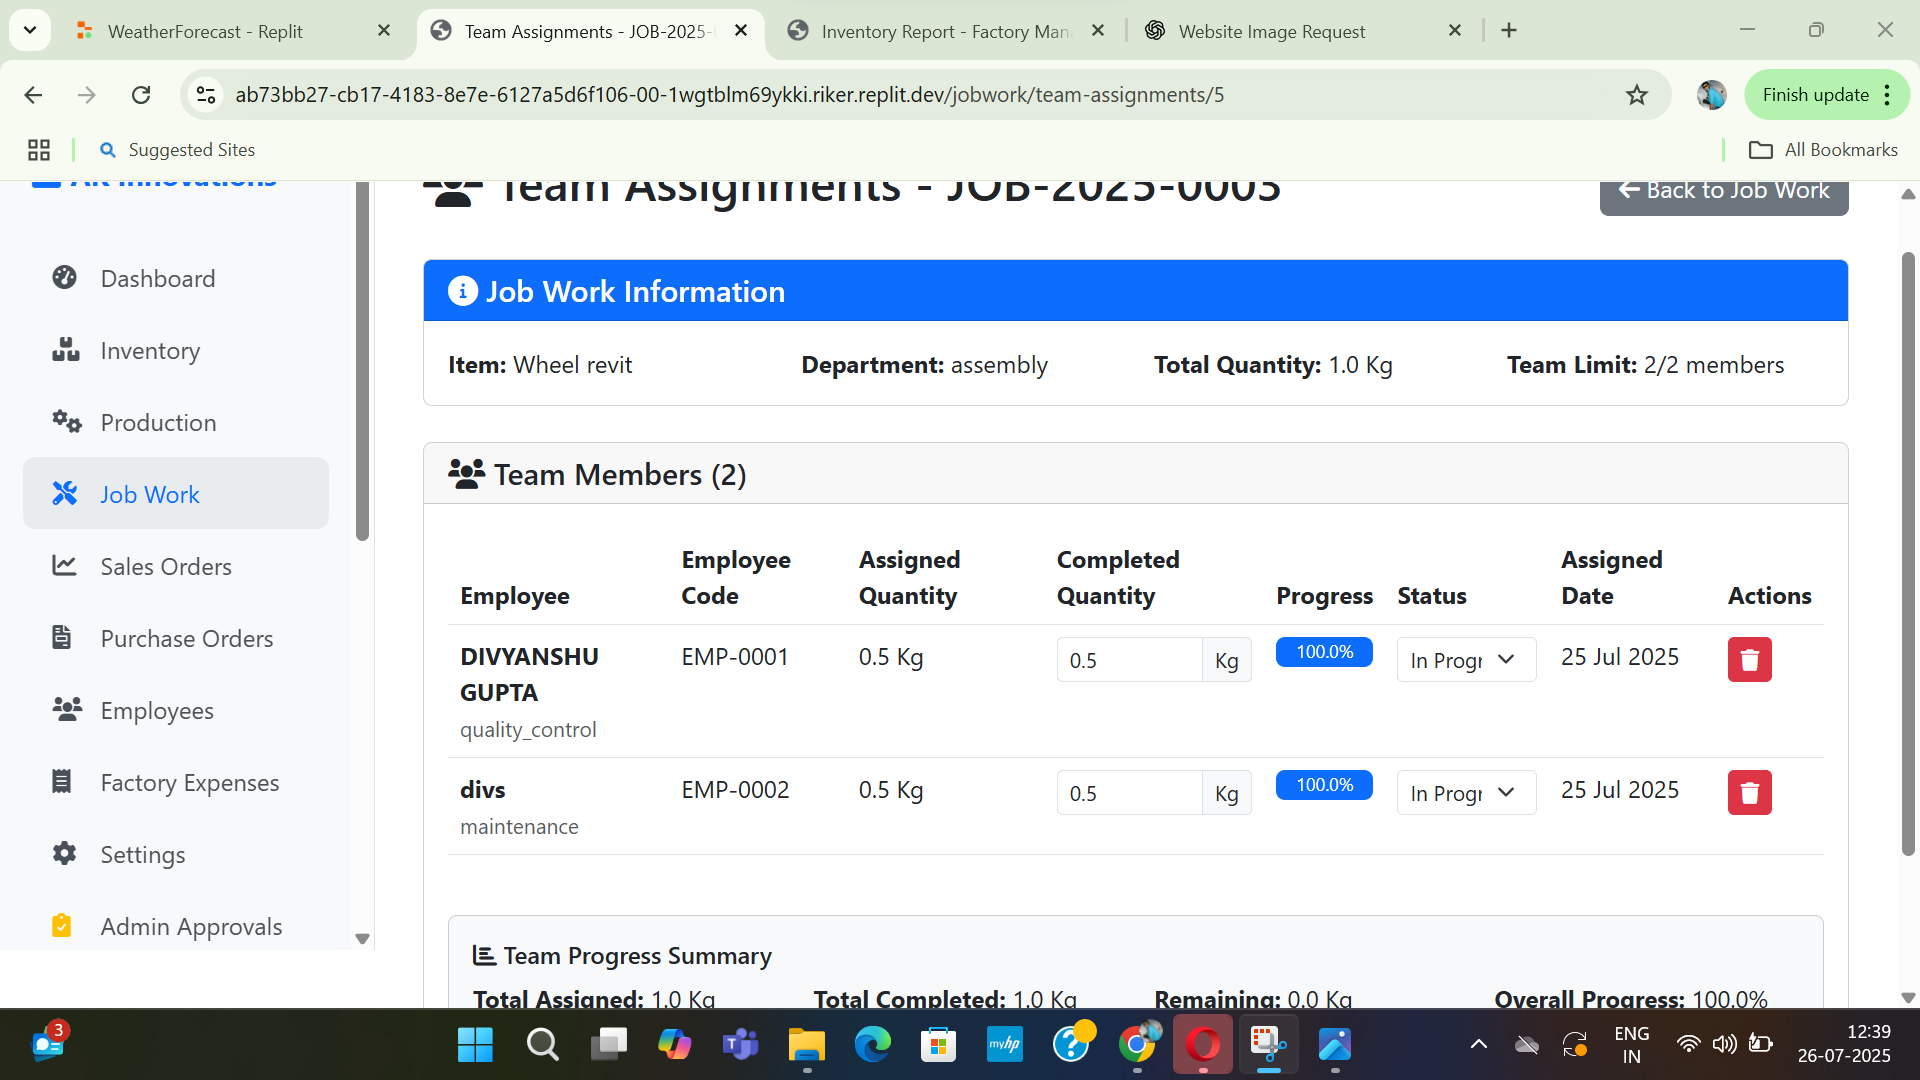 WeatherForecast - Replit
Team Assignments - JOB-2025-
Inventory Report - Factory Man
Website Image Request
ab73bb27-cb17-4183-8e7e-6127a5d6f106-00-1wgtblm69ykki.riker.replit.dev/jobwork/team-assignments/5
Finish update
Suggested Sites
All Bookmarks
AK Innovations
Team Assignments - JOB-2025-0003
Back to Job Work
Dashboard
Inventory
Production
Job Work
Sales Orders
Purchase Orders
Employees
Factory Expenses
Settings
Admin Approvals
Job Work Information
Item: Wheel revit Department: assembly Total Quantity: 1.0 Kg Team Limit: 2/2 members
Team Members (2)
Employee Employee Code Assigned Quantity Completed Quantity Progress Status Assigned Date Actions
DIVYANSHU GUPTA EMP-0001 0.5 Kg 0.5 Kg 100.0% In Progr 25 Jul 2025
quality_control
divs EMP-0002 0.5 Kg 0.5 Kg 100.0% In Progr 25 Jul 2025
maintenance
Team Progress Summary
Total Assigned: 1.0 Kg Total Completed: 1.0 Kg Remaining: 0.0 Kg Overall Progress: 100.0%
3
myhp
ENG
IN
12:39
26-07-2025